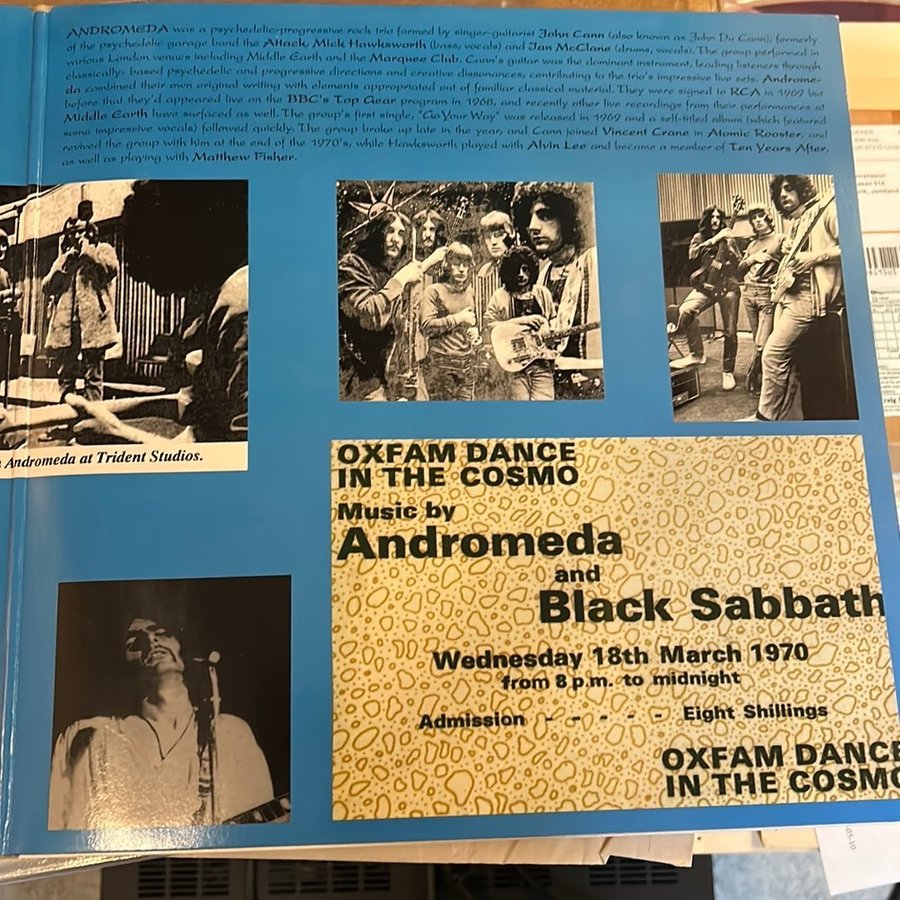 ANDROMEDA was a psychedelic-progressive rock trio formed by singer-guitarist John Cann (also known as John Du Cann), formerly
of the psychedelic garage band the Attack, Mick Hawksworth (bass, vocals) and Ian McClane (drums, vocals). The group performed in
various London venues including Middle Earth and the Marquee Club. Cann's guitar was the dominant instrument, leading listeners through
classically-based psychedelic and progressive directions and creative dissonances, contributing to the trio's impressive live sets. Androme-
da combined their own original writing with elements appropriated out of familiar classical material. They were signed to RCA in 1969 but
before that they'd appeared live on the BBC's Top Gear program in 1968, and recently other live recordings from their performances at
Middle Earth have surfaced as well. The group's first single, "Go Your Way" was released in 1969 and a self-titled album (which featured
some impressive vocals) followed quickly. The group broke up late in the year, and Cann joined Vincent Crane in Atomic Rooster, and
revived the group with him at the end of the 1970's, while Hawksworth played with Alvin Lee and became a member of Ten Years After,
as well as playing with Matthew Fisher.
Andromeda at Trident Studios.
OXFAM DANCE
IN THE COSMO
Music by
Andromeda
and
Black Sabbath
Wednesday 18th March 1970
from 8 p.m. to midnight
Admission - - - - - Eight Shillings
OXFAM DANCE
IN THE COSMO